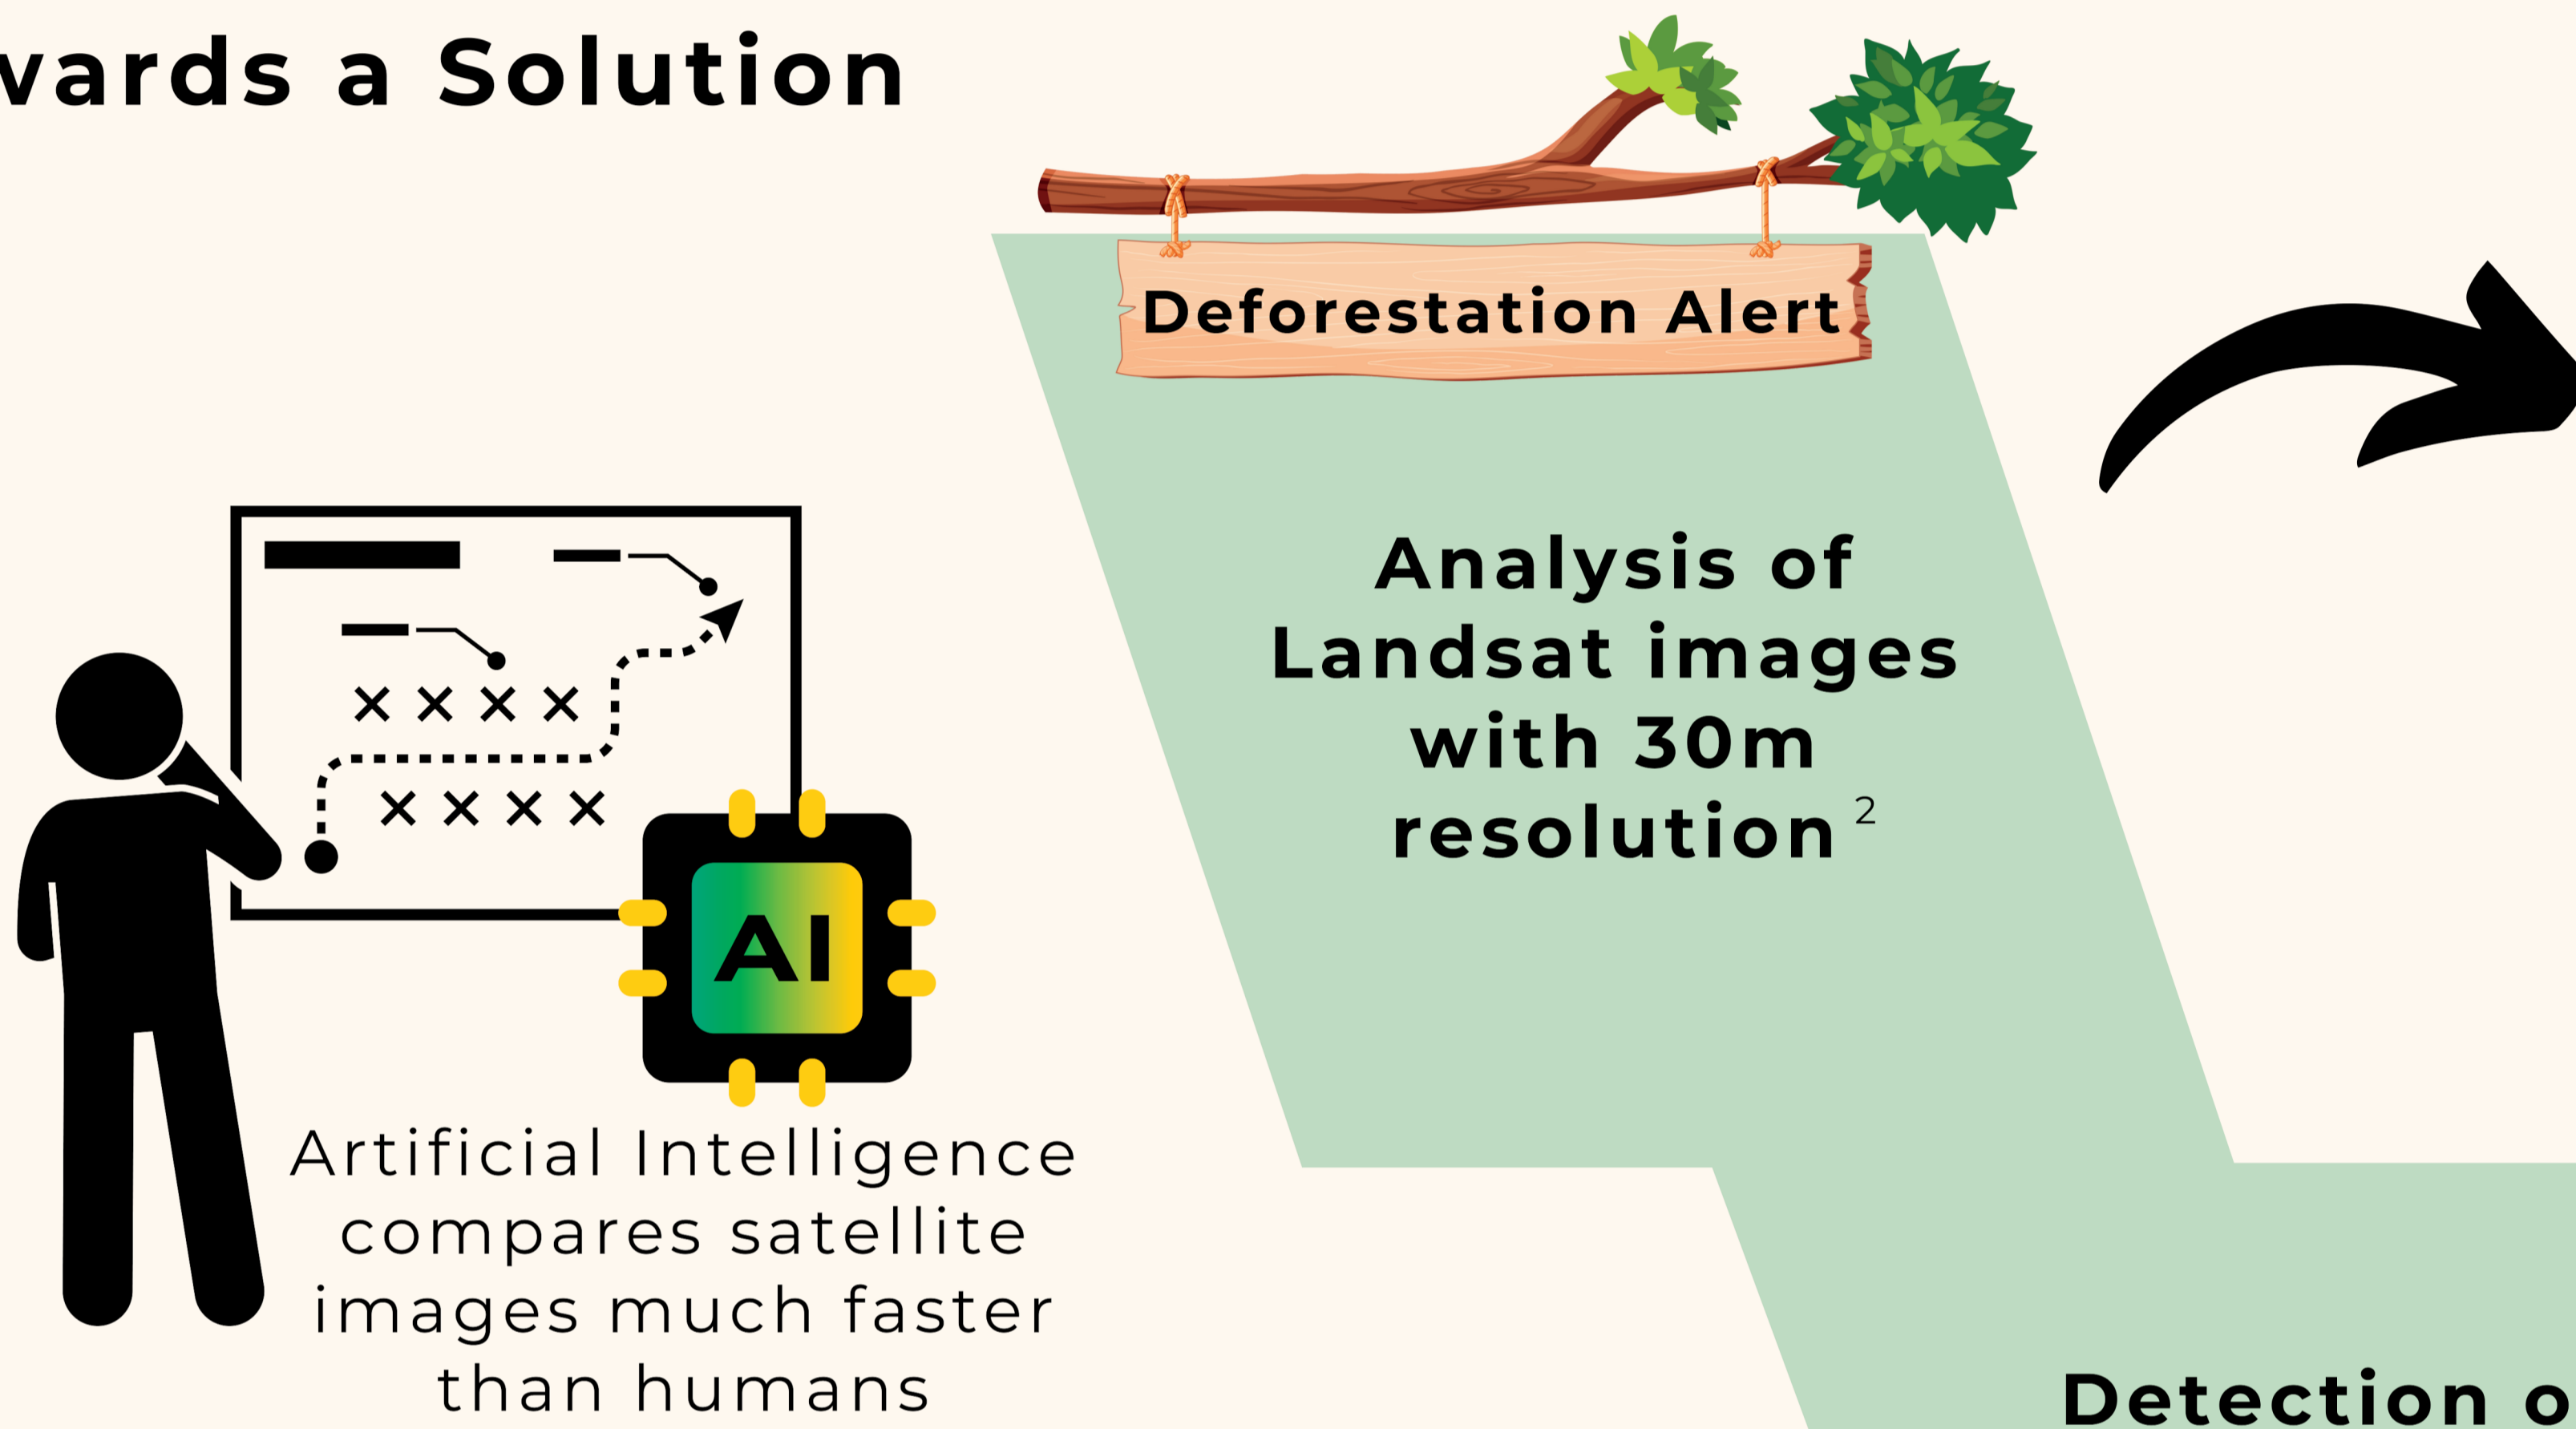 wards a Solution
Deforestation Alert
Analysis of
Landsat images
with 30m
resolution 2
AI
Artificial Intelligence
compares satellite
images much faster
than humans
Detection o